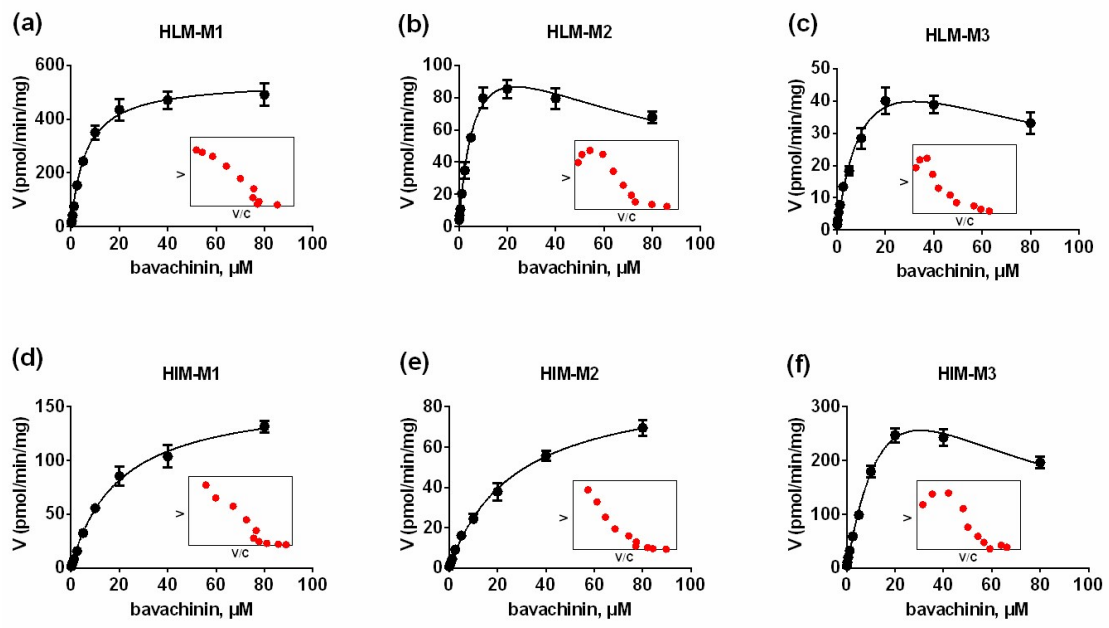 (a)
HLM-M1
V (pmol/min/mg)
600
400
200
0
0 20 40 60 80 100
bavachinin, µM
V
V/C
(b)
HLM-M2
V (pmol/min/mg)
100
80
60
40
20
0
0 20 40 60 80 100
bavachinin, µM
V
V/C
(c)
HLM-M3
V (pmol/min/mg)
50
40
30
20
10
0
0 20 40 60 80 100
bavachinin, µM
V
V/C
(d)
HIM-M1
V (pmol/min/mg)
150
100
50
0
0 20 40 60 80 100
bavachinin, µM
V
V/C
(e)
HIM-M2
V (pmol/min/mg)
80
60
40
20
0
0 20 40 60 80 100
bavachinin, µM
V
V/C
(f)
HIM-M3
V (pmol/min/mg)
300
200
100
0
0 20 40 60 80 100
bavachinin, µM
V
V/C